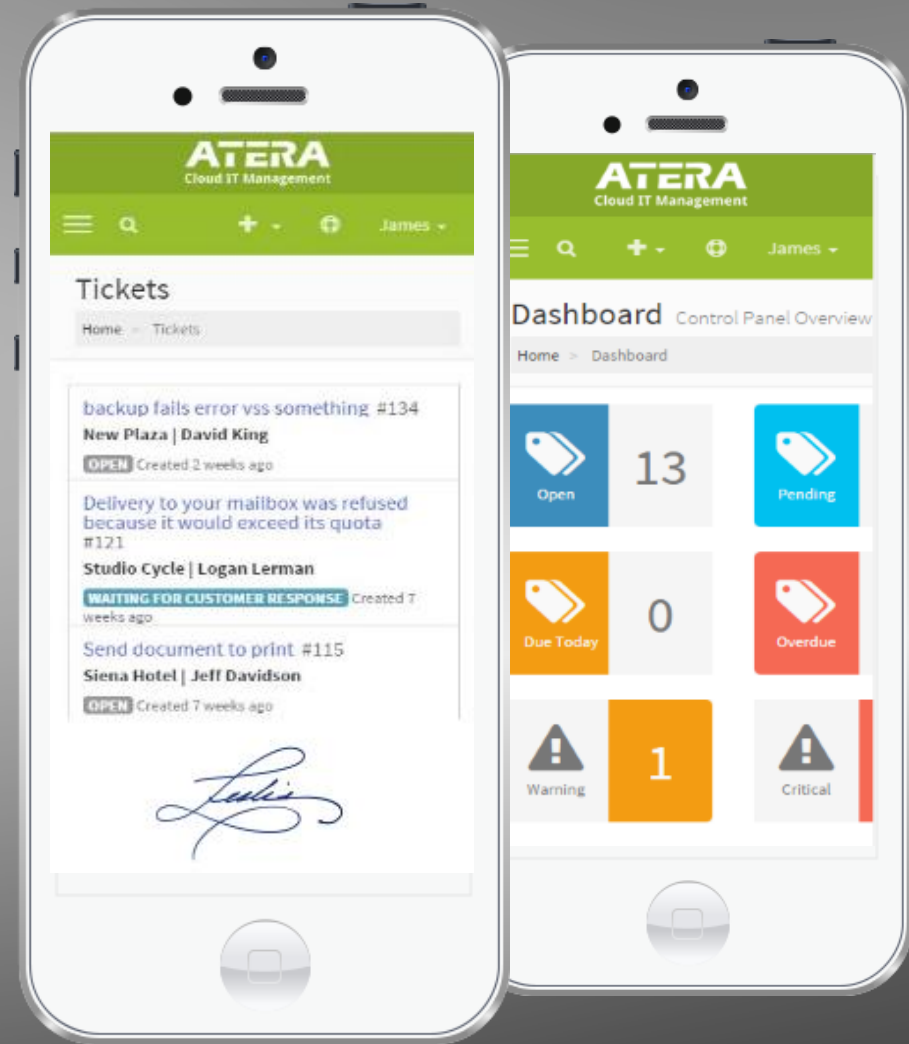 ATERA
Cloud IT Management
James
Tickets
Home > Tickets
backup fails error vss something #134
New Plaza | David King
OPEN Created 2 weeks ago
Delivery to your mailbox was refused
because it would exceed its quota
#121
Studio Cycle | Logan Lerman
WAITING FOR CUSTOMER RESPONSE Created 7
weeks ago
Send document to print #115
Siena Hotel | Jeff Davidson
OPEN Created 7 weeks ago
Leslie
ATERA
Cloud IT Management
James
Dashboard Control Panel Overview
Home > Dashboard
Open 13 Pending
Due Today 0 Overdue
Warning 1 Critical